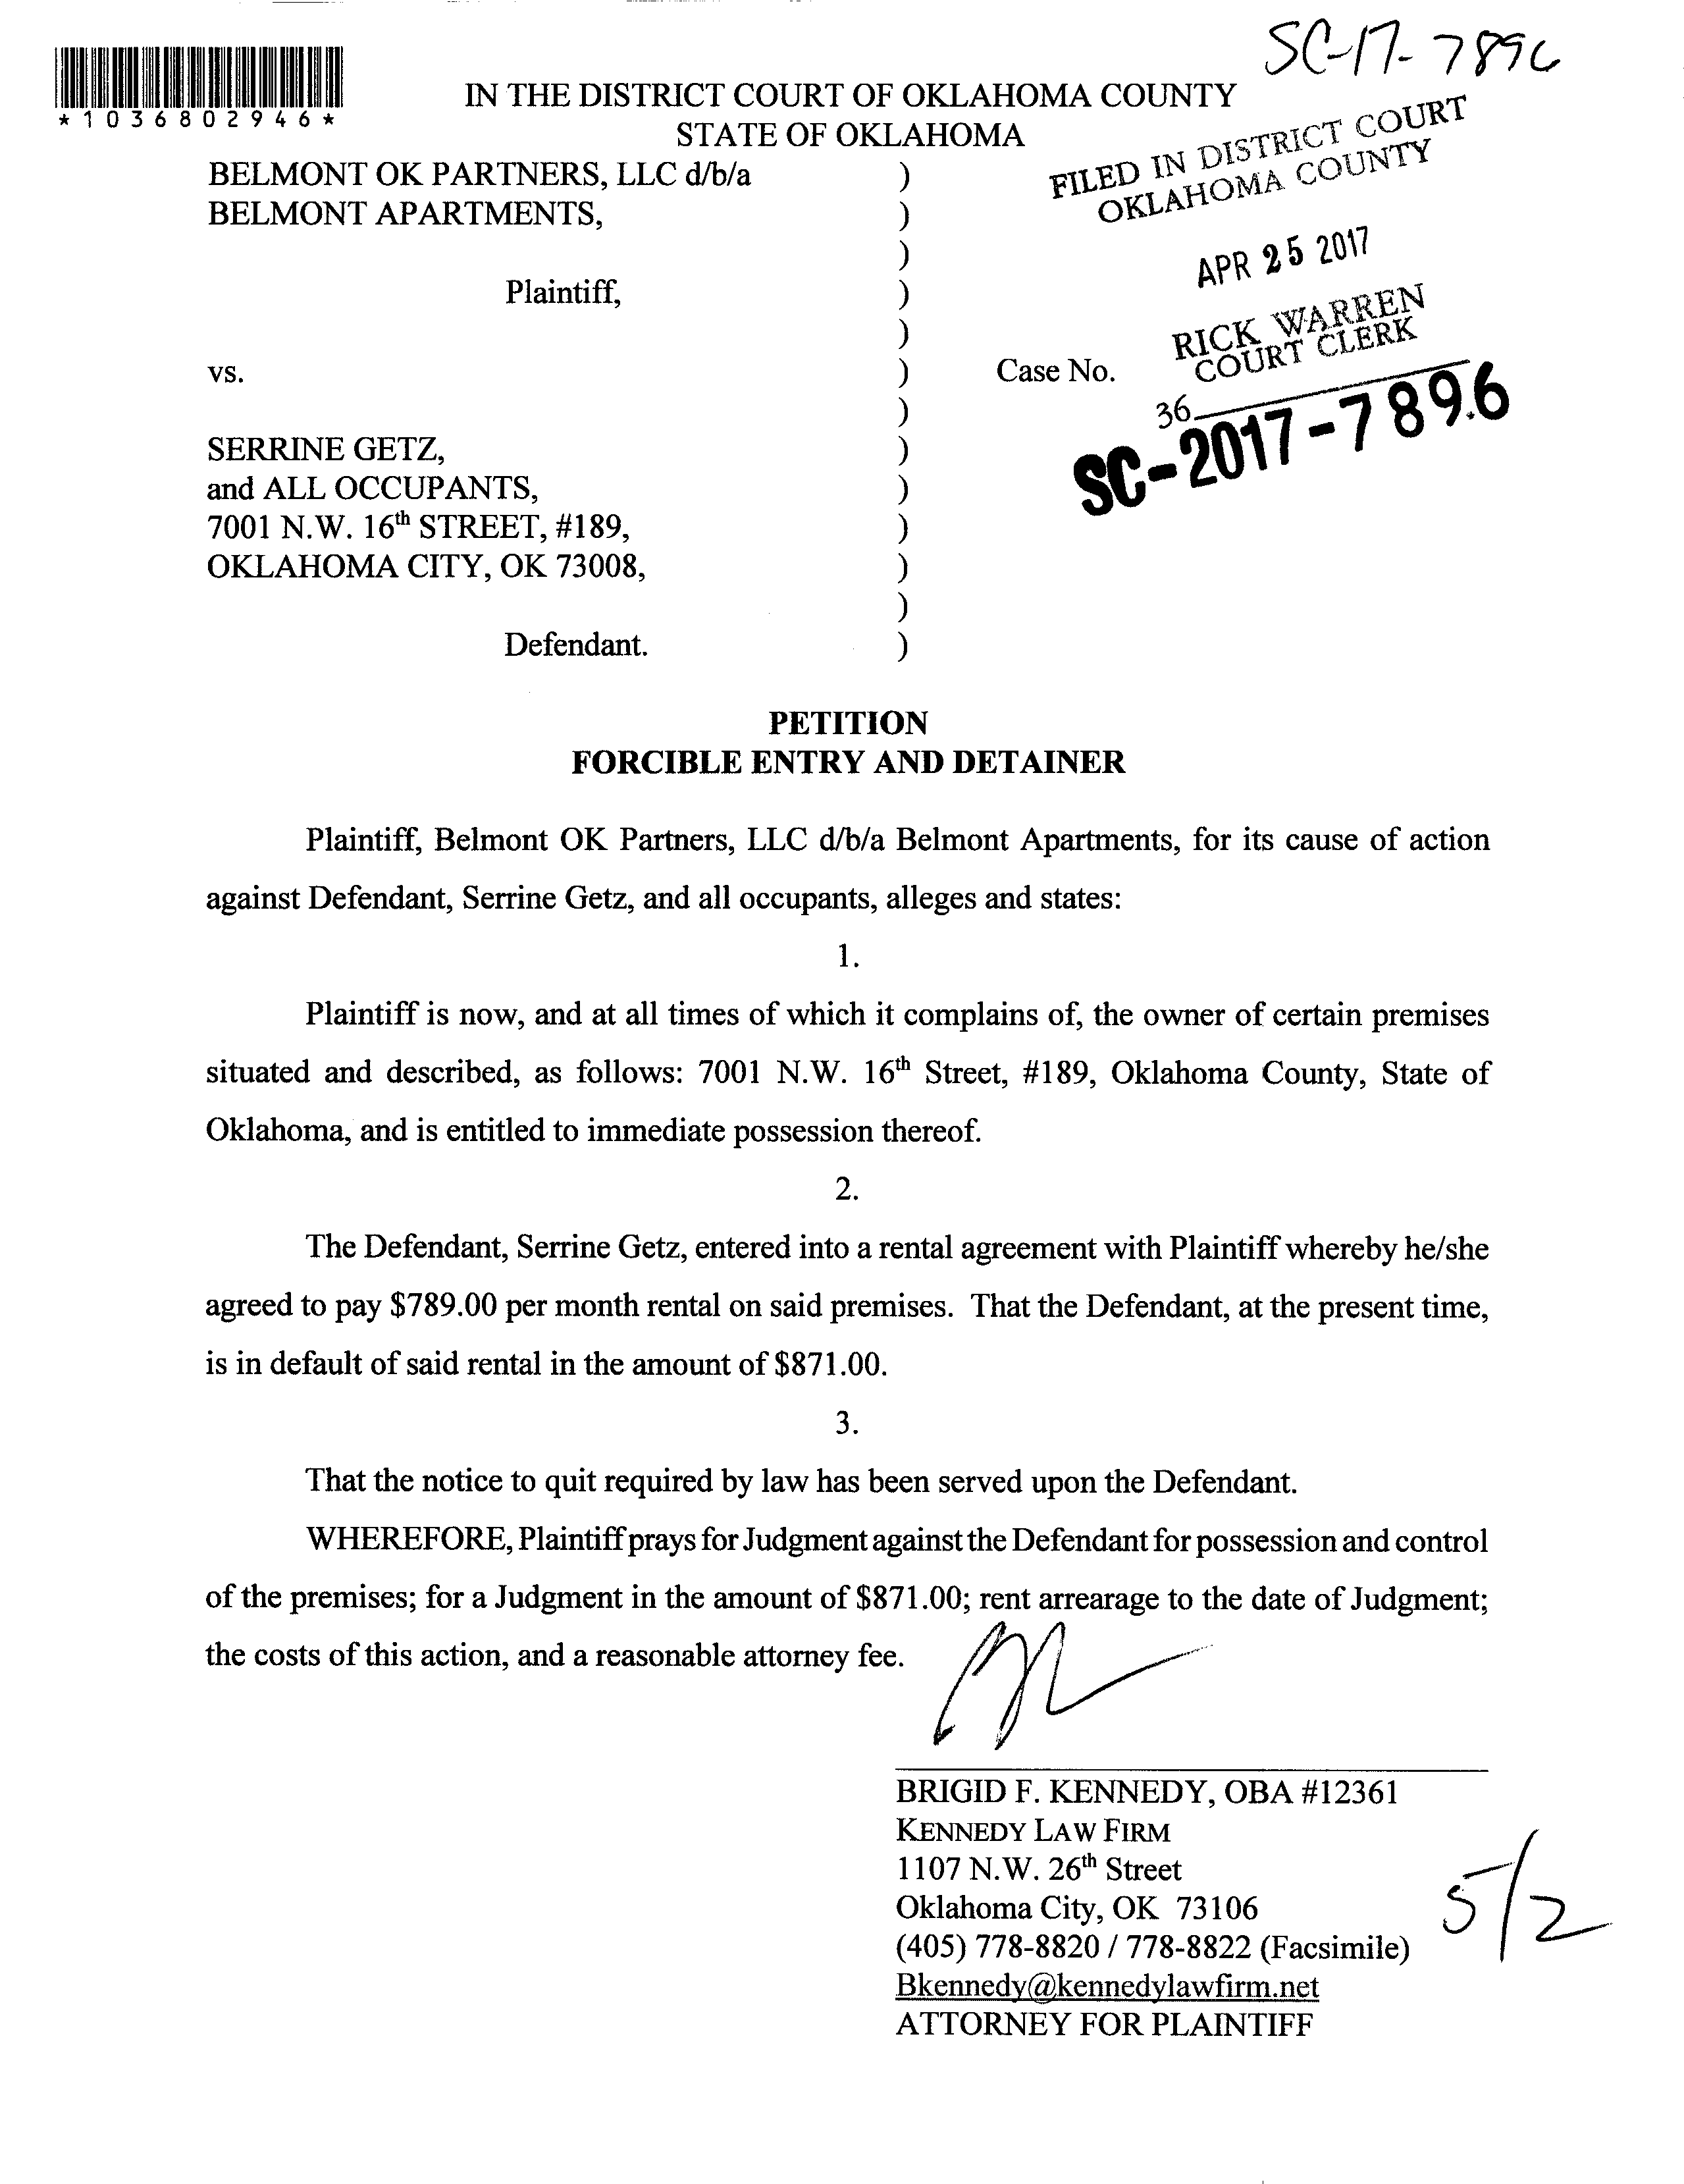 SC-17-7896
*1036802946*
IN THE DISTRICT COURT OF OKLAHOMA COUNTY
STATE OF OKLAHOMA
FILED IN DISTRICT COURT
OKLAHOMA COUNTY
APR 25 2017
RICK WARREN
COURT CLERK
36
BELMONT OK PARTNERS, LLC d/b/a )
BELMONT APARTMENTS, )
)
Plaintiff, )
)
vs. ) Case No.
SC-2017-7896
)
SERRINE GETZ, )
and ALL OCCUPANTS, )
7001 N.W. 16th STREET, #189, )
OKLAHOMA CITY, OK 73008, )
)
Defendant. )
PETITION
FORCIBLE ENTRY AND DETAINER
Plaintiff, Belmont OK Partners, LLC d/b/a Belmont Apartments, for its cause of action
against Defendant, Serrine Getz, and all occupants, alleges and states:
1.
Plaintiff is now, and at all times of which it complains of, the owner of certain premises
situated and described, as follows: 7001 N.W. 16th Street, #189, Oklahoma County, State of
Oklahoma, and is entitled to immediate possession thereof.
2.
The Defendant, Serrine Getz, entered into a rental agreement with Plaintiff whereby he/she
agreed to pay $789.00 per month rental on said premises. That the Defendant, at the present time,
is in default of said rental in the amount of $871.00.
3.
That the notice to quit required by law has been served upon the Defendant.
WHEREFORE, Plaintiff prays for Judgment against the Defendant for possession and control
of the premises; for a Judgment in the amount of $871.00; rent arrearage to the date of Judgment;
the costs of this action, and a reasonable attorney fee.
BRIGID F. KENNEDY, OBA #12361
KENNEDY LAW FIRM
1107 N.W. 26th Street
Oklahoma City, OK 73106
(405) 778-8820 / 778-8822 (Facsimile)
Bkennedy@kennedylawfirm.net
ATTORNEY FOR PLAINTIFF
5/2